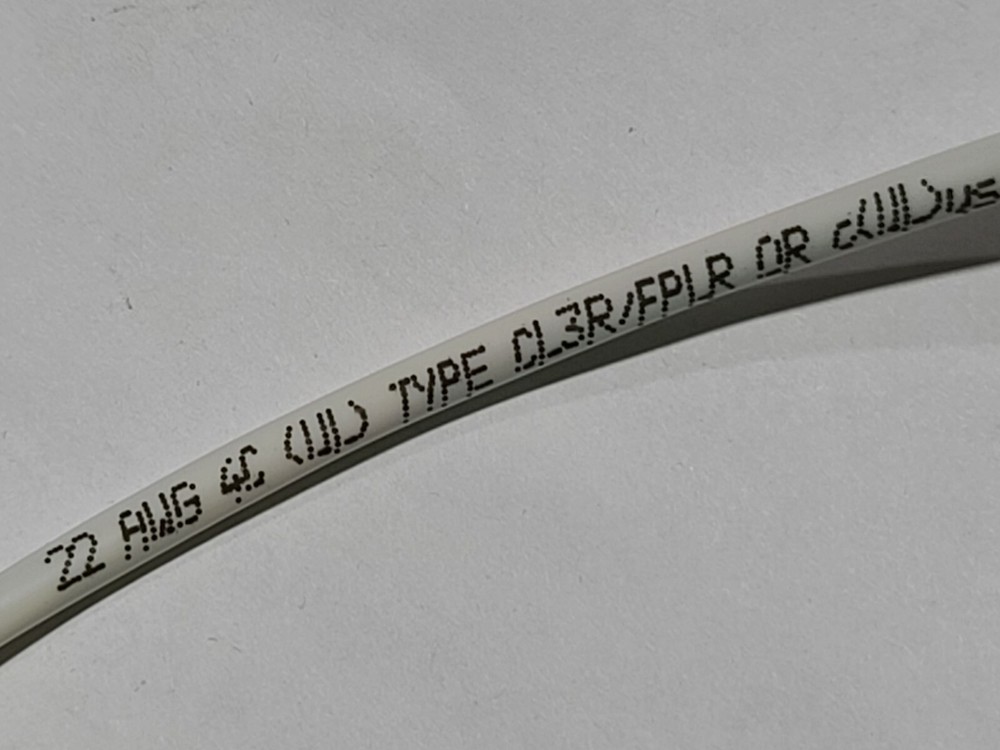 22 AWG 4C (UL) TYPE CL3R/FPLR OR c(UL)us